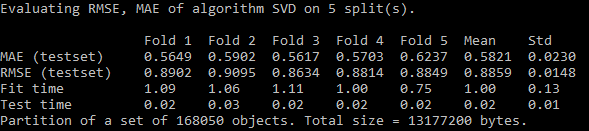 Evaluating RMSE, MAE of algorithm SVD on 5 split(s).
Fold 1 Fold 2 Fold 3 Fold 4 Fold 5 Mean Std
MAE (testset) 0.5649 0.5902 0.5617 0.5703 0.6237 0.5821 0.0230
RMSE (testset) 0.8902 0.9095 0.8634 0.8814 0.8849 0.8859 0.0148
Fit time 1.09 1.06 1.11 1.00 0.75 1.00 0.13
Test time 0.02 0.03 0.02 0.02 0.02 0.02 0.01
Partition of a set of 168050 objects. Total size = 13177200 bytes.